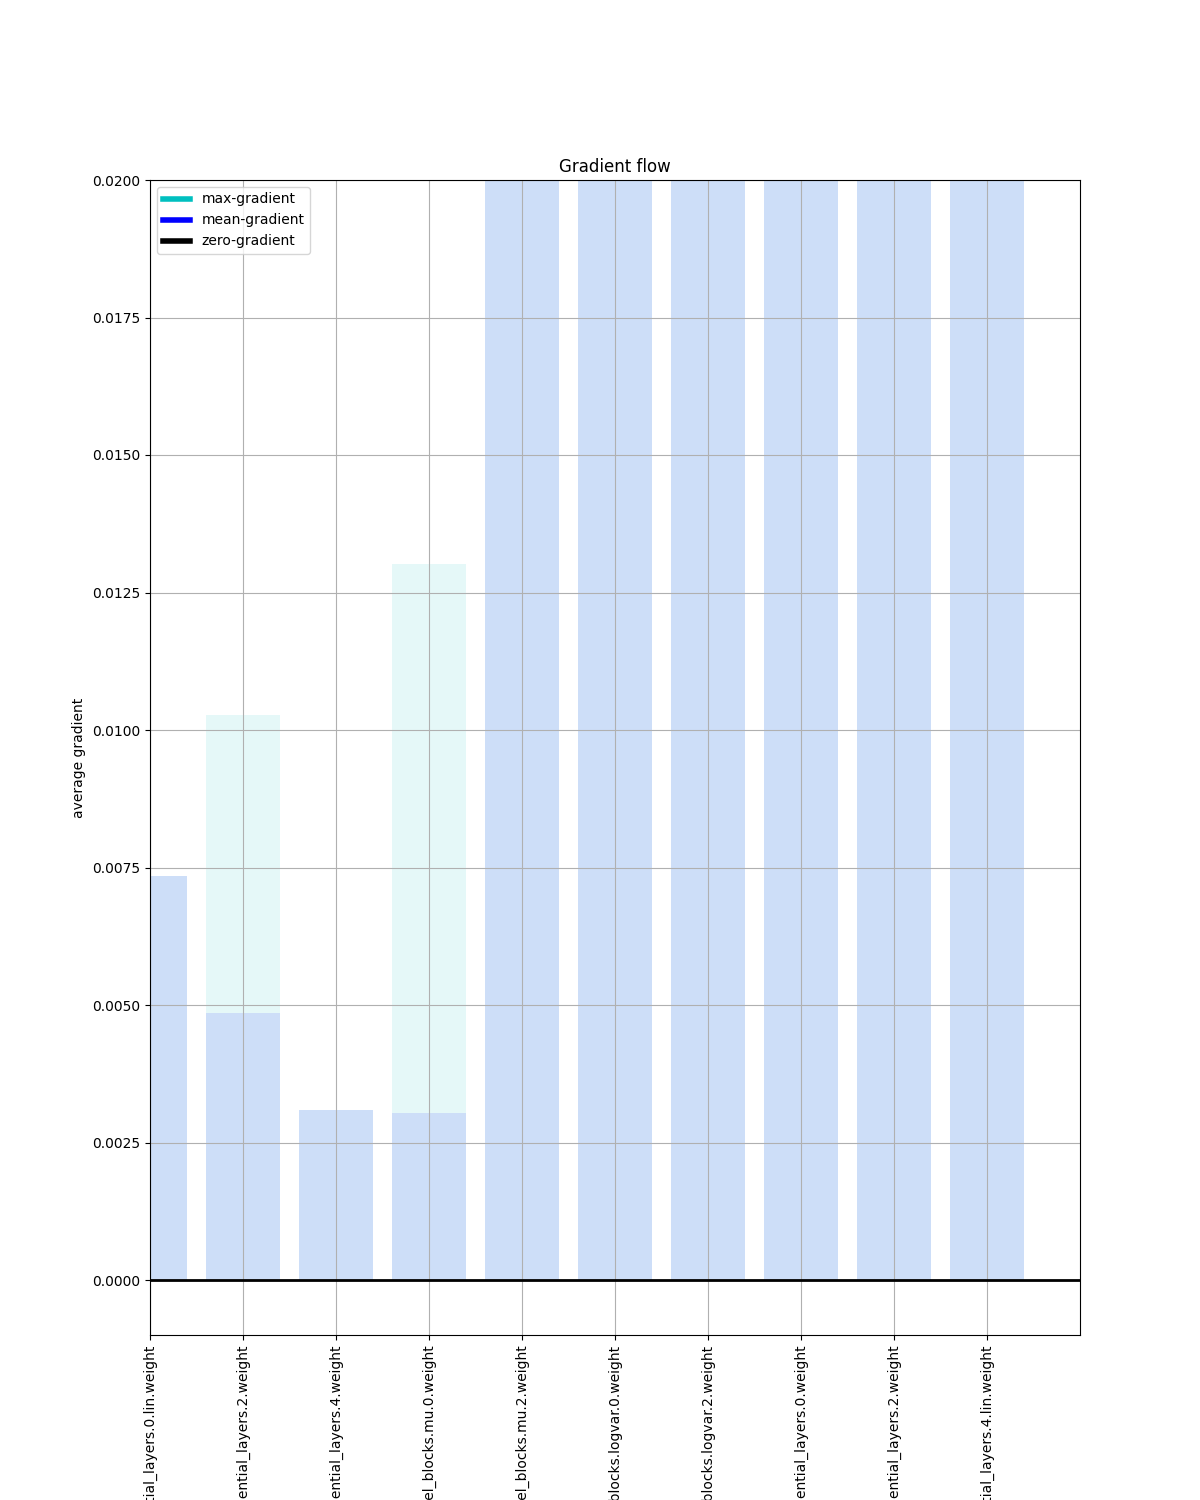 Gradient flow
max-gradient
mean-gradient
zero-gradient
0.0200
0.0175
0.0150
0.0125
0.0100
0.0075
0.0050
0.0025
0.0000
average gradient
tial_layers.0.lin.weight
ential_layers.2.weight
ential_layers.4.weight
el_blocks.mu.0.weight
el_blocks.mu.2.weight
blocks.logvar.0.weight
blocks.logvar.2.weight
ential_layers.0.weight
ential_layers.2.weight
tial_layers.4.lin.weight